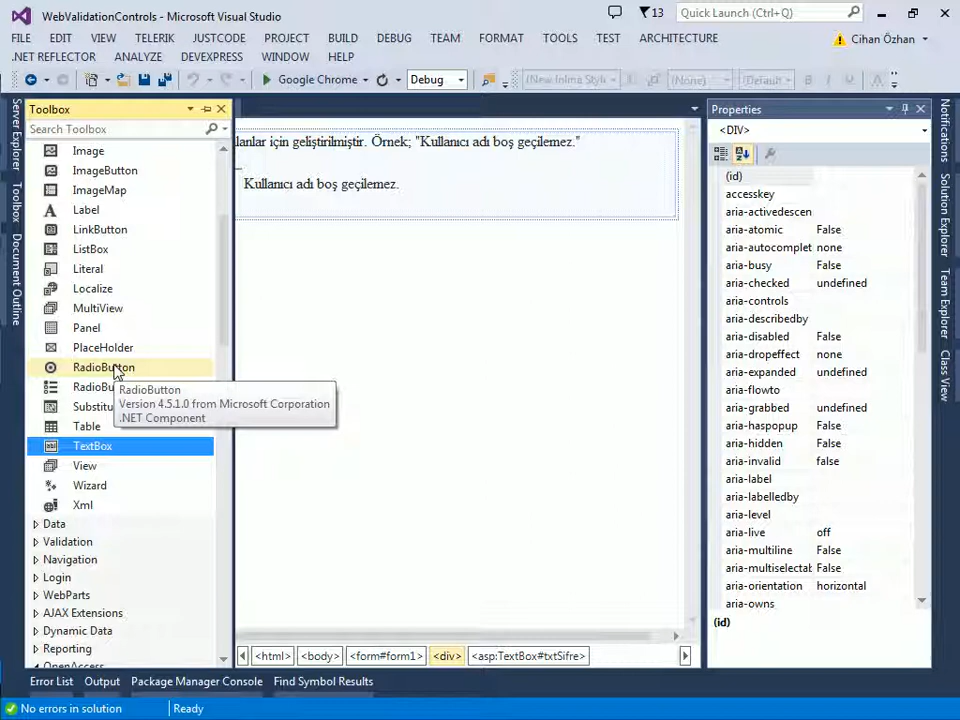 WebValidationControls - Microsoft Visual Studio
13
Quick Launch (Ctrl+Q)
FILE EDIT VIEW TELERIK JUSTCODE PROJECT BUILD DEBUG TEAM FORMAT TOOLS TEST ARCHITECTURE
Cihan Özhan
.NET REFLECTOR ANALYZE DEVEXPRESS WINDOW HELP
Google Chrome
Debug
(New Inline Styl
(None)
Default
B I U A
Server Explorer
Toolbox
Document Outline
Toolbox
Search Toolbox
Image
ImageButton
ImageMap
Label
LinkButton
ListBox
Literal
Localize
MultiView
Panel
PlaceHolder
RadioButton
RadioBu
Substitu
Table
TextBox
View
Wizard
Xml
Data
Validation
Navigation
Login
WebParts
AJAX Extensions
Dynamic Data
Reporting
OpenAccess
RadioButton
Version 4.5.1.0 from Microsoft Corporation
.NET Component
lanlar için geliştirilmiştir. Örnek; "Kullanıcı adı boş geçilemez."
Kullanıcı adı boş geçilemez.
<html> <body> <form#form1> <div> <asp:TextBox#txtSifre>
Properties
<DIV>
(id)
accesskey
aria-activedescen
aria-atomic False
aria-autocomplet none
aria-busy False
aria-checked undefined
aria-controls
aria-describedby
aria-disabled False
aria-dropeffect none
aria-expanded undefined
aria-flowto
aria-grabbed undefined
aria-haspopup False
aria-hidden False
aria-invalid false
aria-label
aria-labelledby
aria-level
aria-live off
aria-multiline False
aria-multiselectab False
aria-orientation horizontal
aria-owns
(id)
Notifications
Solution Explorer
Team Explorer
Class View
Error List Output Package Manager Console Find Symbol Results
No errors in solution Ready